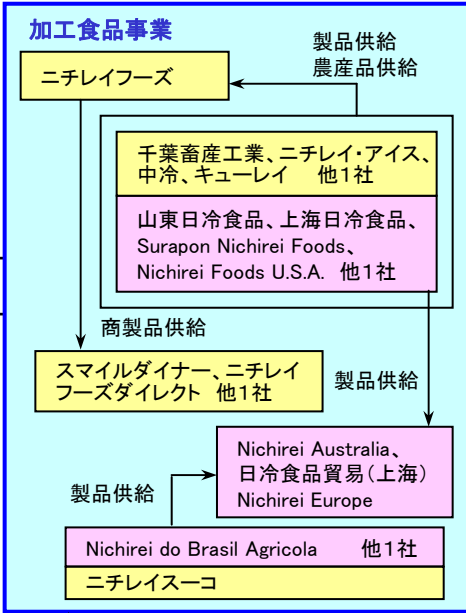 加工食品事業
製品供給
農産品供給
ニチレイフーズ
千葉畜産工業、ニチレイ・アイス、
中冷、キューレイ 他1社
山東日冷食品、上海日冷食品、
Surapon Nichirei Foods、
Nichirei Foods U.S.A. 他1社
商製品供給
スマイルダイナー、ニチレイ
フーズダイレクト 他1社
製品供給
Nichirei Australia、
日冷食品貿易(上海)
Nichirei Europe
製品供給
Nichirei do Brasil Agricola 他1社
ニチレイスーコ